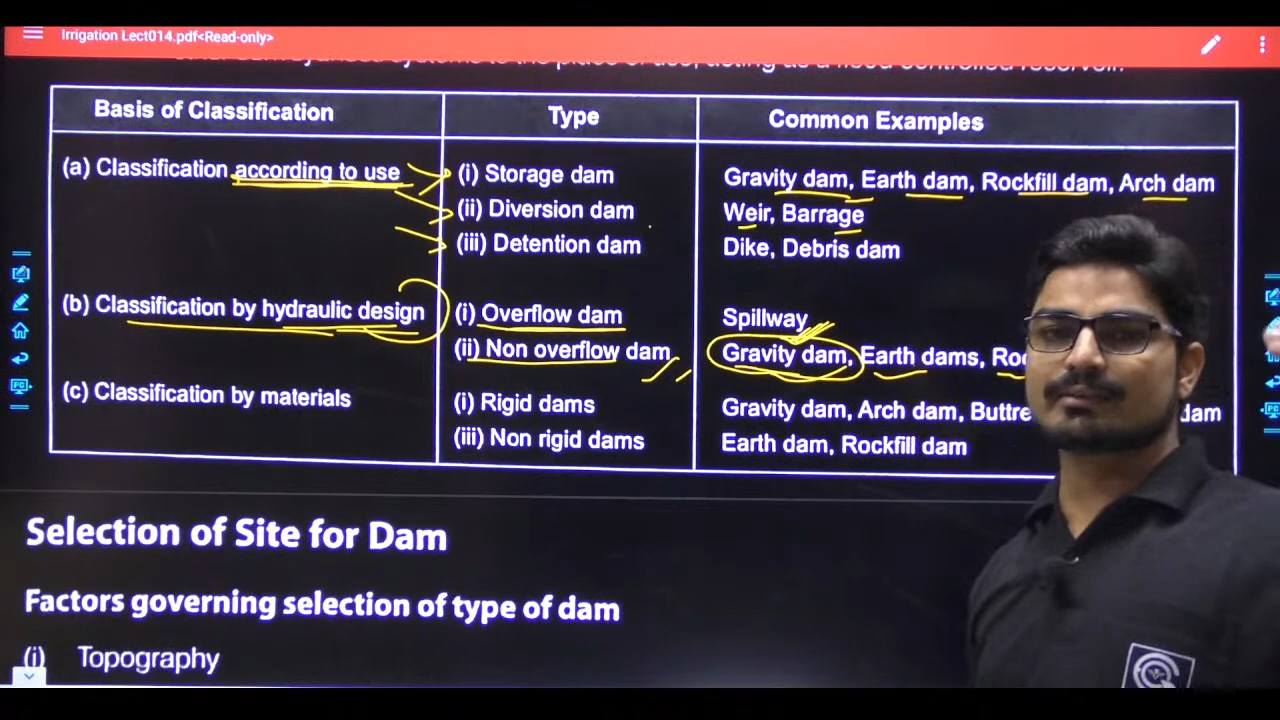 Irrigation Lect014.pdf<Read-only>
Basis of Classification Type Common Examples
(a) Classification according to use (i) Storage dam Gravity dam, Earth dam, Rockfill dam, Arch dam
(ii) Diversion dam Weir, Barrage
(iii) Detention dam Dike, Debris dam
(b) Classification by hydraulic design (i) Overflow dam Spillway
(ii) Non overflow dam Gravity dam, Earth dams,
(c) Classification by materials (i) Rigid dams Gravity dam, Arch dam, dam
(iii) Non rigid dams Earth dam, Rockfill dam
Selection of Site for Dam
Factors governing selection of type of dam
(i) Topography